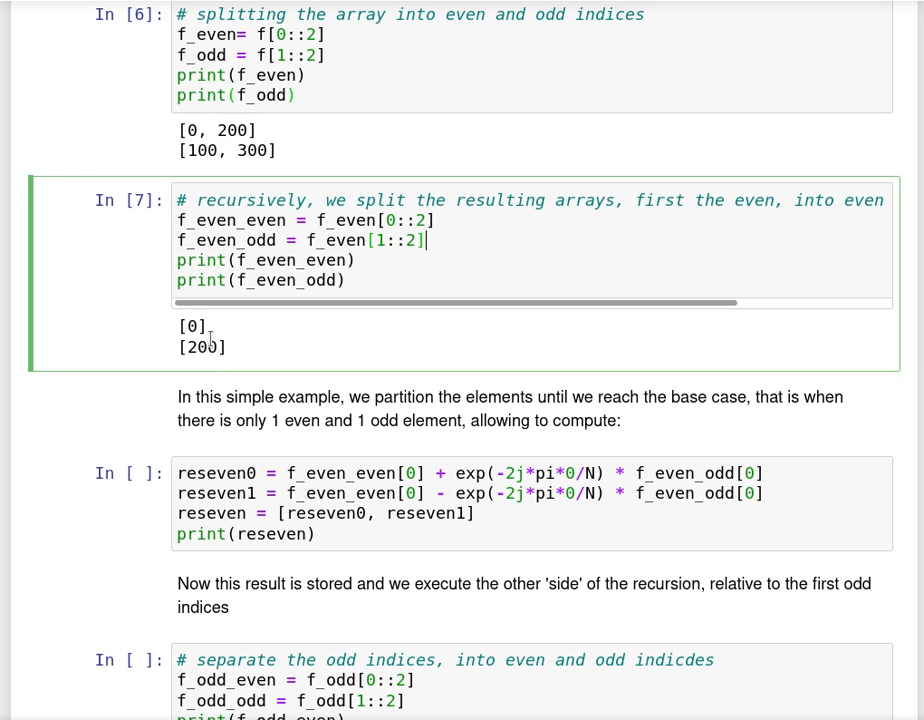 In [6]: # splitting the array into even and odd indices
f_even= f[0::2]
f_odd = f[1::2]
print(f_even)
print(f_odd)
[0, 200]
[100, 300]
In [7]: # recursively, we split the resulting arrays, first the even, into even
f_even_even = f_even[0::2]
f_even_odd = f_even[1::2]
print(f_even_even)
print(f_even_odd)
[0]
[200]
In this simple example, we partition the elements until we reach the base case, that is when
there is only 1 even and 1 odd element, allowing to compute:
In [ ]: reseven0 = f_even_even[0] + exp(-2j*pi*0/N) * f_even_odd[0]
reseven1 = f_even_even[0] - exp(-2j*pi*0/N) * f_even_odd[0]
reseven = [reseven0, reseven1]
print(reseven)
Now this result is stored and we execute the other 'side' of the recursion, relative to the first odd
indices
In [ ]: # separate the odd indices, into even and odd indicdes
f_odd_even = f_odd[0::2]
f_odd_odd = f_odd[1::2]
print(f_odd_even)